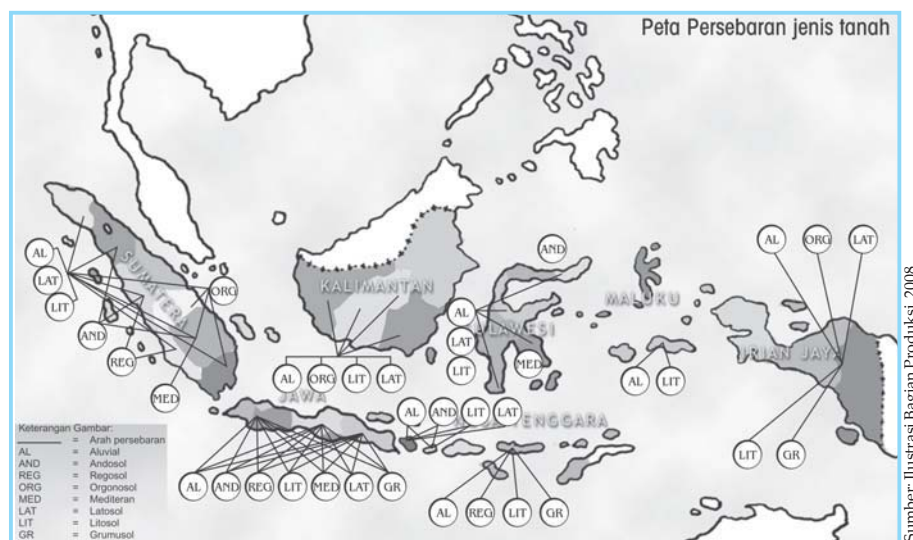 Peta Persebaran jenis tanah
AL
LAT
LIT
AND
REG
MED
ORG
SUMATERA
KALIMANTAN
AL ORG LIT LAT
JAWA
AND
AL
LAT
LIT
MED
MALUKU
AL LIT
AL ORG LAT
IRIAN JAYA
LIT GR
AL AND LIT LAT
TENGGARA
AL AND REG LIT MED LAT GR
AL REG LIT GR
Keterangan Gambar:
= Arah persebaran
AL = Aluvial
AND = Andosol
REG = Regosol
ORG = Orgonosol
MED = Mediteran
LAT = Latosol
LIT = Litosol
GR = Grumusol
Sumber: Ilustrasi Bagian Produksi, 2008